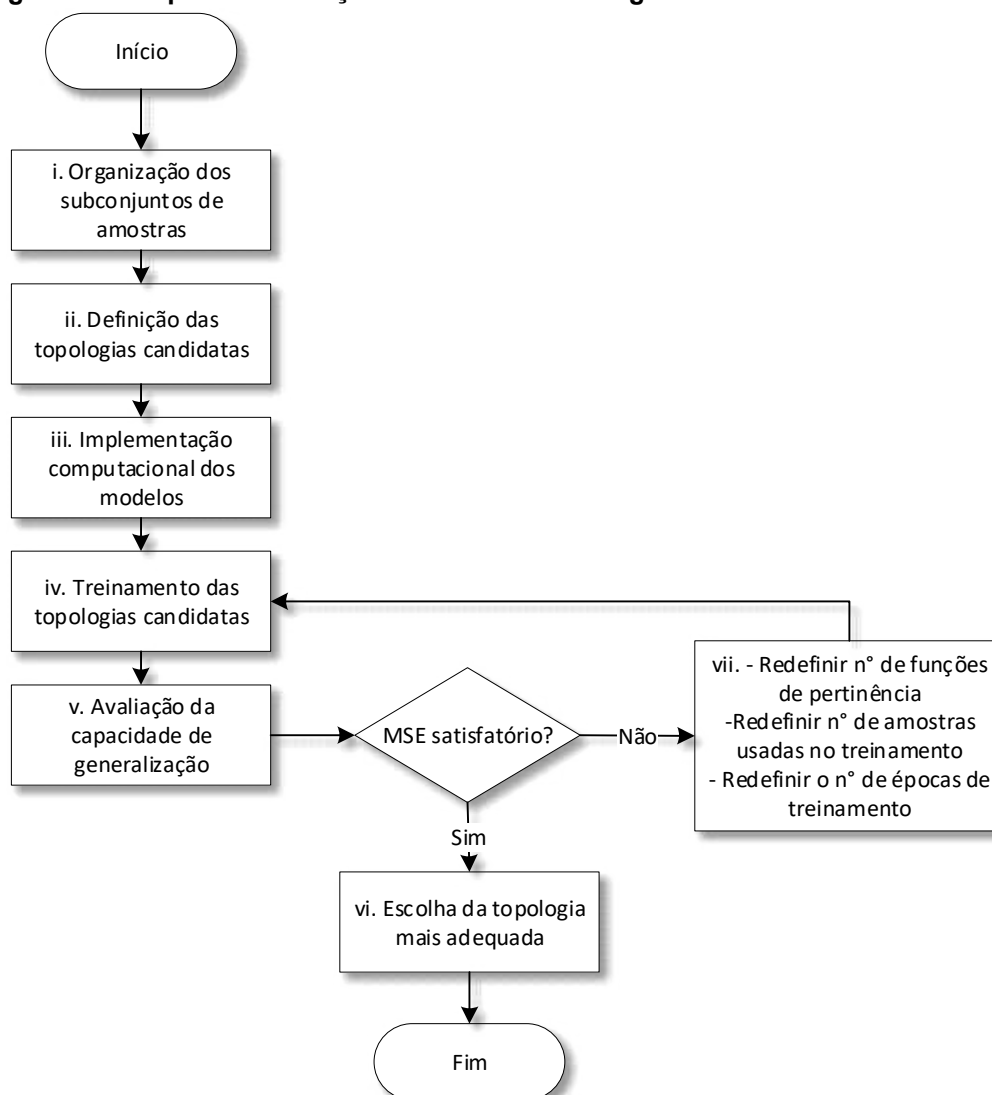 Início
i. Organização dos
subconjuntos de
amostras
ii. Definição das
topologias candidatas
iii. Implementação
computacional dos
modelos
iv. Treinamento das
topologias candidatas
v. Avaliação da
capacidade de
generalização
MSE satisfatório?
Não
vii. - Redefinir n° de funções
de pertinência
-Redefinir n° de amostras
usadas no treinamento
- Redefinir o n° de épocas de
treinamento
Sim
vi. Escolha da topologia
mais adequada
Fim